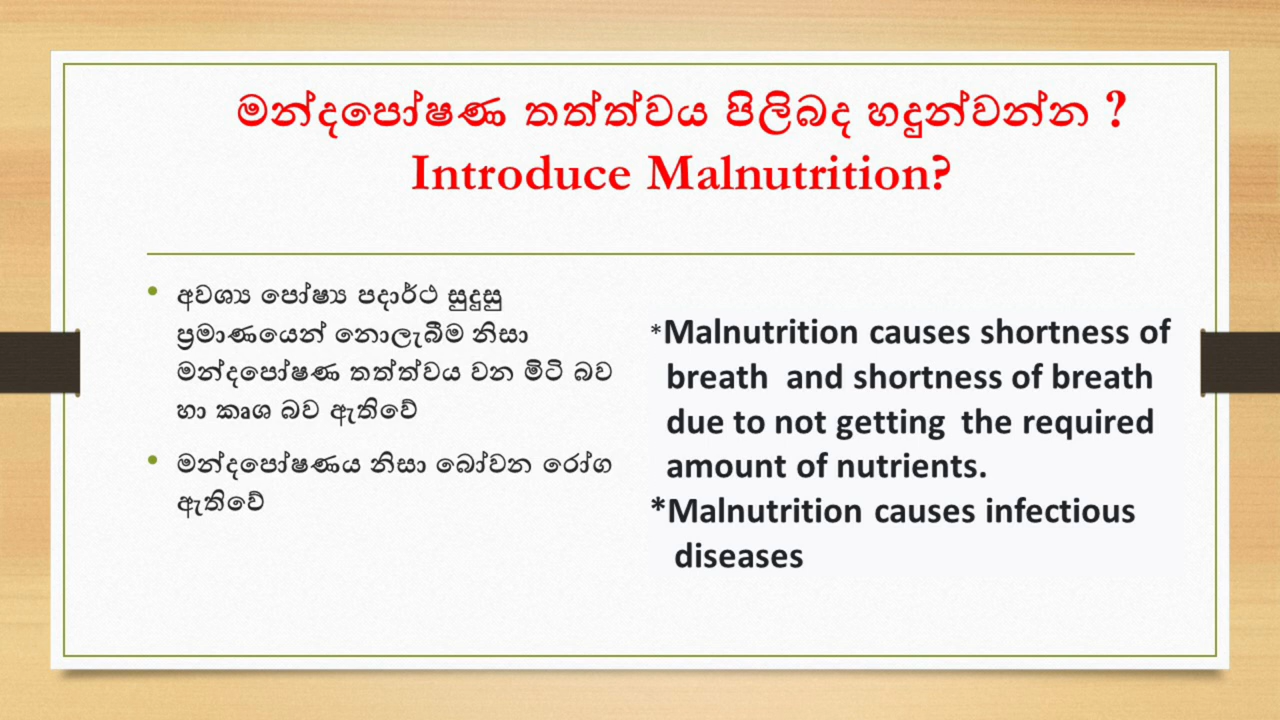 මන්දපෝෂණ තත්ත්වය පිලිබද හදුන්වන්න ?
Introduce Malnutrition?
• අවශ්‍ය පෝෂ්‍ය පදාර්ථ සුදුසු
ප්‍රමාණයෙන් නොලැබීම නිසා
මන්දපෝෂණ තත්ත්වය වන මිටි බව
හා කෘශ බව ඇතිවේ
• මන්දපෝෂණය නිසා බෝවන රෝග
ඇතිවේ
*Malnutrition causes shortness of
breath and shortness of breath
due to not getting the required
amount of nutrients.
*Malnutrition causes infectious
diseases